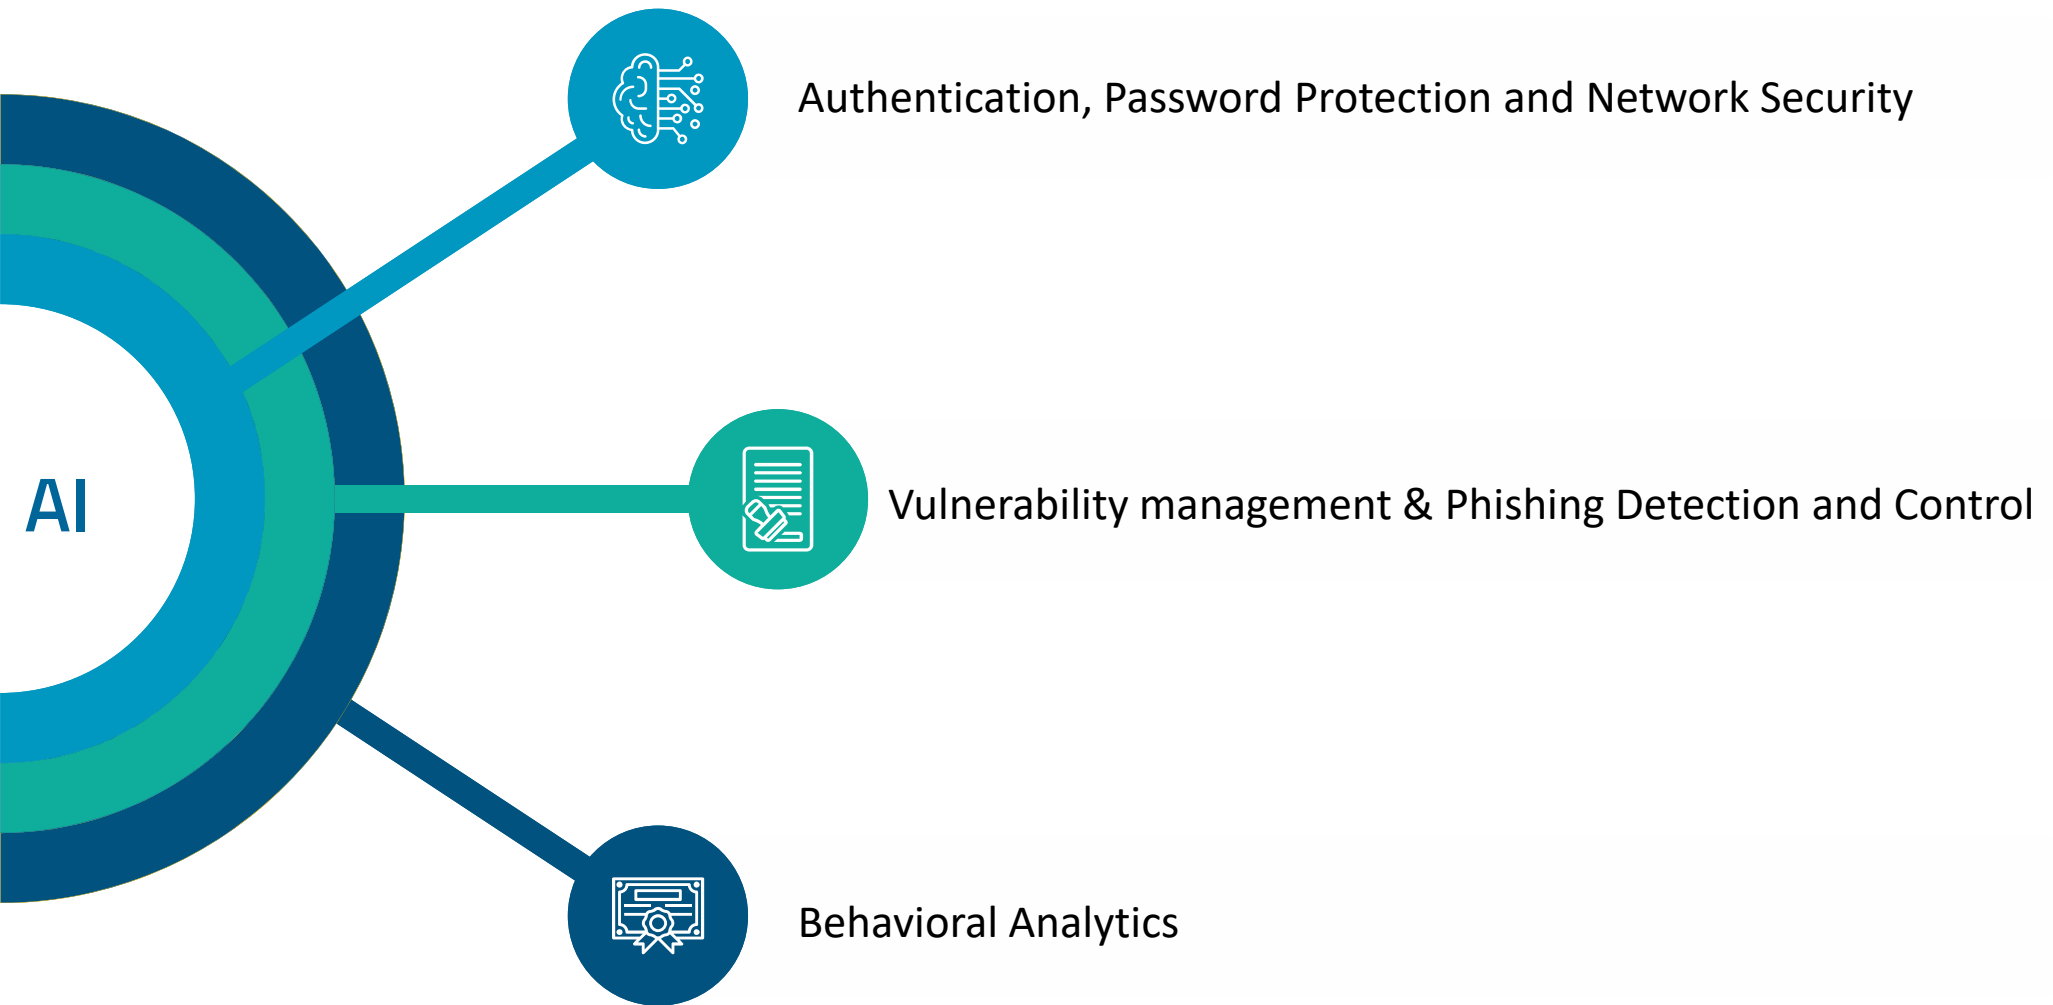 Authentication, Password Protection and Network Security
AI
Vulnerability management & Phishing Detection and Control
Behavioral Analytics